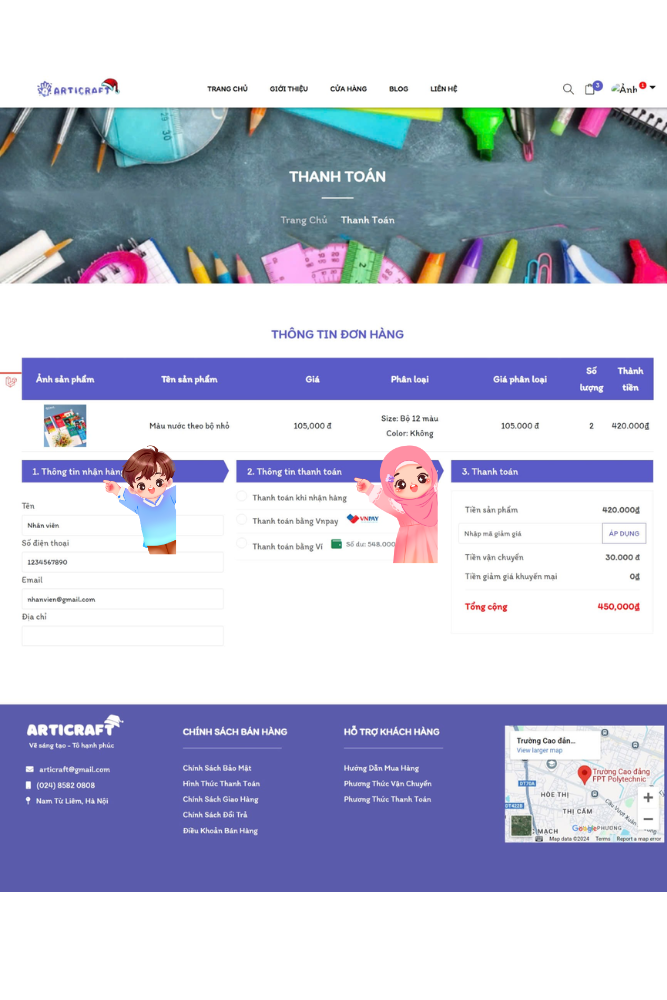 ARTICRAFT
TRANG CHỦ GIỚI THIỆU CỬA HÀNG BLOG LIÊN HỆ
3 Ảnh 1
THANH TOÁN
Trang Chủ Thanh Toán
THÔNG TIN ĐƠN HÀNG
Ảnh sản phẩm Tên sản phẩm Giá Phân loại Giá phân loại Số lượng Thành tiền
Màu nước theo bộ nhỏ 105,000 đ Size: Bộ 12 màu 105.000 đ 2 420.000₫
Color: Không
1. Thông tin nhận hàng
Tên
Nhân viên
Số điện thoại
1234567890
Email
nhanvien@gmail.com
Địa chỉ
2. Thông tin thanh toán
Thanh toán khi nhận hàng
Thanh toán bằng Vnpay VNPAY
Thanh toán bằng Ví Số dư: 548.000
3. Thanh toán
Tiền sản phẩm 420.000₫
Nhập mã giảm giá ÁP DỤNG
Tiền vận chuyển 30.000 đ
Tiền giảm giá khuyến mại 0₫
Tổng cộng 450,000₫
ARTICRAFT
Vẽ sáng tạo - Tô hạnh phúc
articraft@gmail.com
(024) 8582 0808
Nam Từ Liêm, Hà Nội
CHÍNH SÁCH BÁN HÀNG
Chính Sách Bảo Mật
Hình Thức Thanh Toán
Chính Sách Giao Hàng
Chính Sách Đổi Trả
Điều Khoản Bán Hàng
HỖ TRỢ KHÁCH HÀNG
Hướng Dẫn Mua Hàng
Phương Thức Vận Chuyển
Phương Thức Thanh Toán
Trường Cao đẳn...
View larger map
Trường Cao đẳng
FPT Polytechnic
DT70A
HÒE THỊ
DT422B
THỊ CẤM
Cầu Vượt Xuân
PHƯƠNG
MẠCH
Google
Map data ©2024 Terms Report a map error